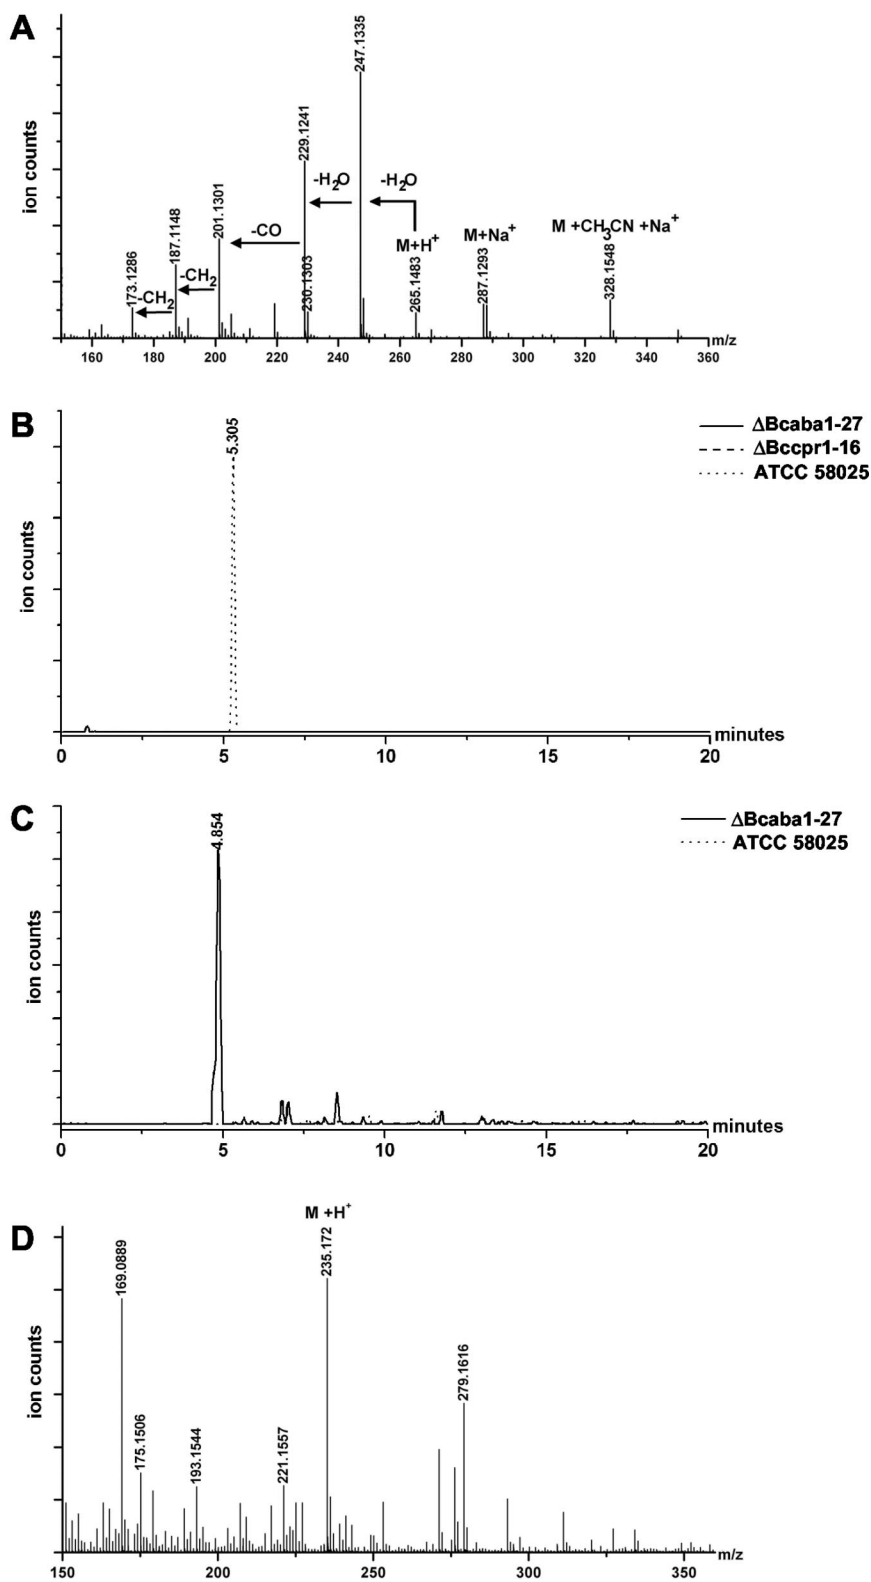 A
ion counts
247.1335
229.1241
-H2O
-H2O
201.1301
-CO
187.1148
-CH2
173.1286
-CH2
230.1303
M+H+
265.1483
M+Na+
287.1293
M +CH3CN +Na+
328.1548
160 180 200 220 240 260 280 300 320 340 360 m/z
B
ion counts
5.305
ΔBcaba1-27
ΔBccpr1-16
ATCC 58025
0 5 10 15 20 minutes
C
ion counts
4.854
ΔBcaba1-27
ATCC 58025
0 5 10 15 20 minutes
D
ion counts
M +H+
235.172
169.0889
175.1506
193.1544
221.1557
279.1616
150 200 250 300 350 m/z